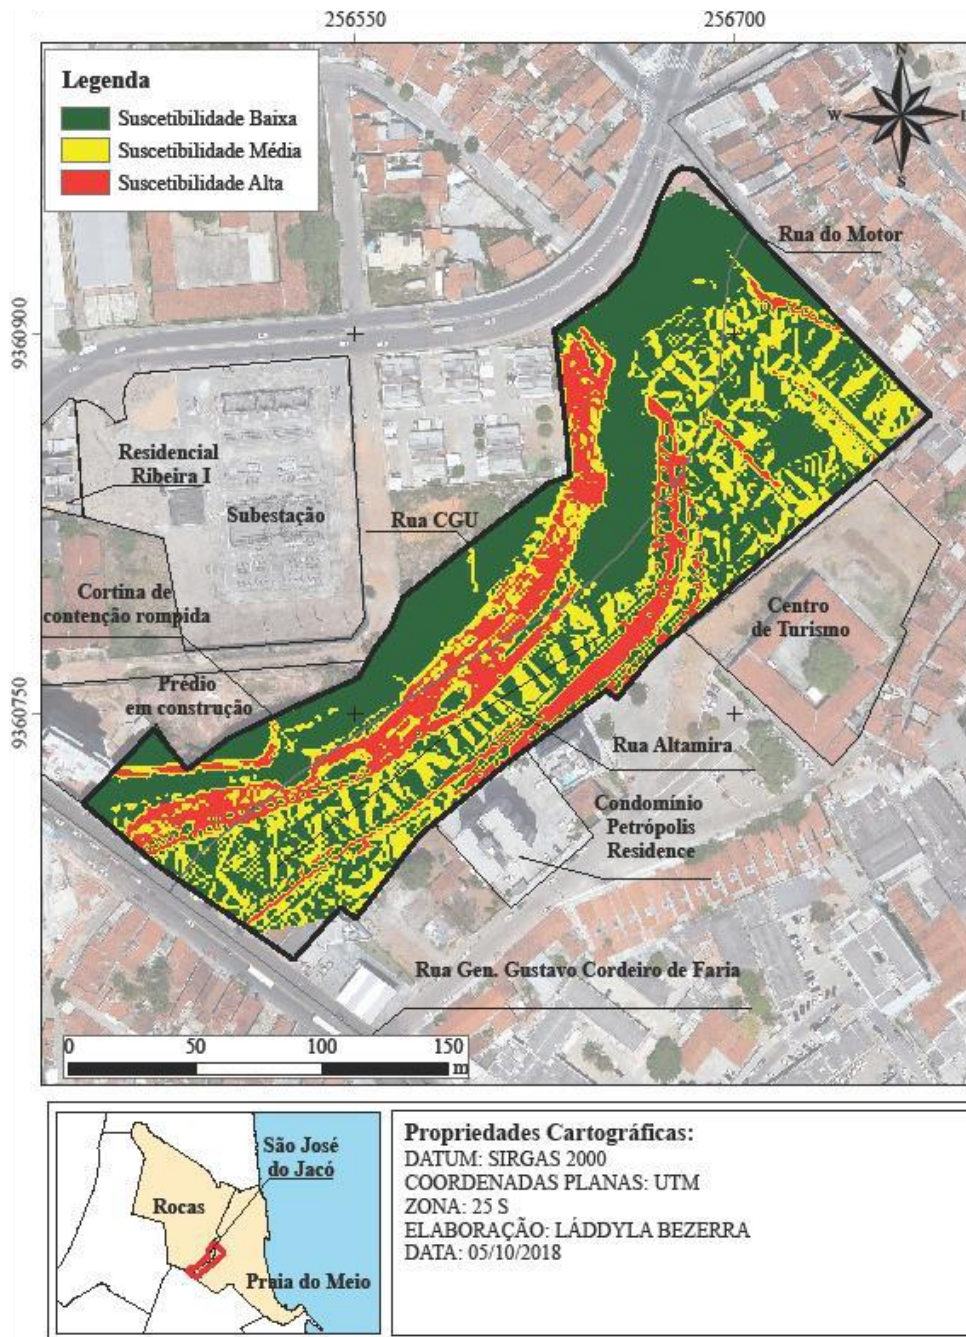 256550
256700
Legenda
Suscetibilidade Baixa
Suscetibilidade Média
Suscetibilidade Alta
N
W
L
S
Rua do Motor
9360900
Residencial
Ribeira I
Subestação
Rua CGU
Cortina de
contenção rompida
Centro
de Turismo
Prédio
em construção
9360750
Rua Altamira
Condomínio
Petrópolis
Residence
Rua Gen. Gustavo Cordeiro de Faria
0 50 100 150
m
São José
do Jacó
Rocas
Praia do Meio
Propriedades Cartográficas:
DATUM: SIRGAS 2000
COORDENADAS PLANAS: UTM
ZONA: 25 S
ELABORAÇÃO: LÁDDYLA BEZERRA
DATA: 05/10/2018